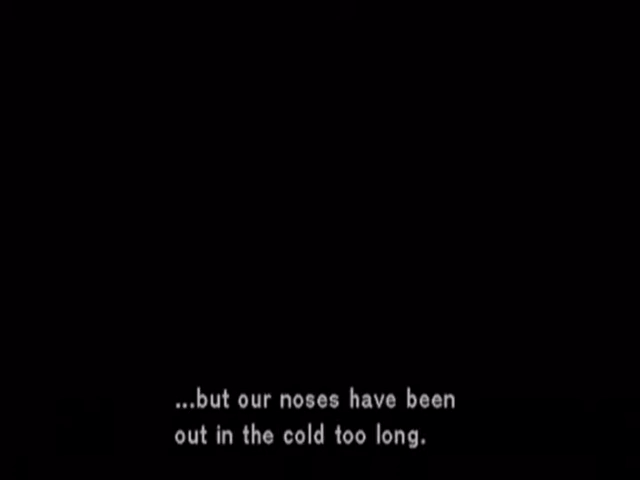 ...but our noses have been
out in the cold too long.